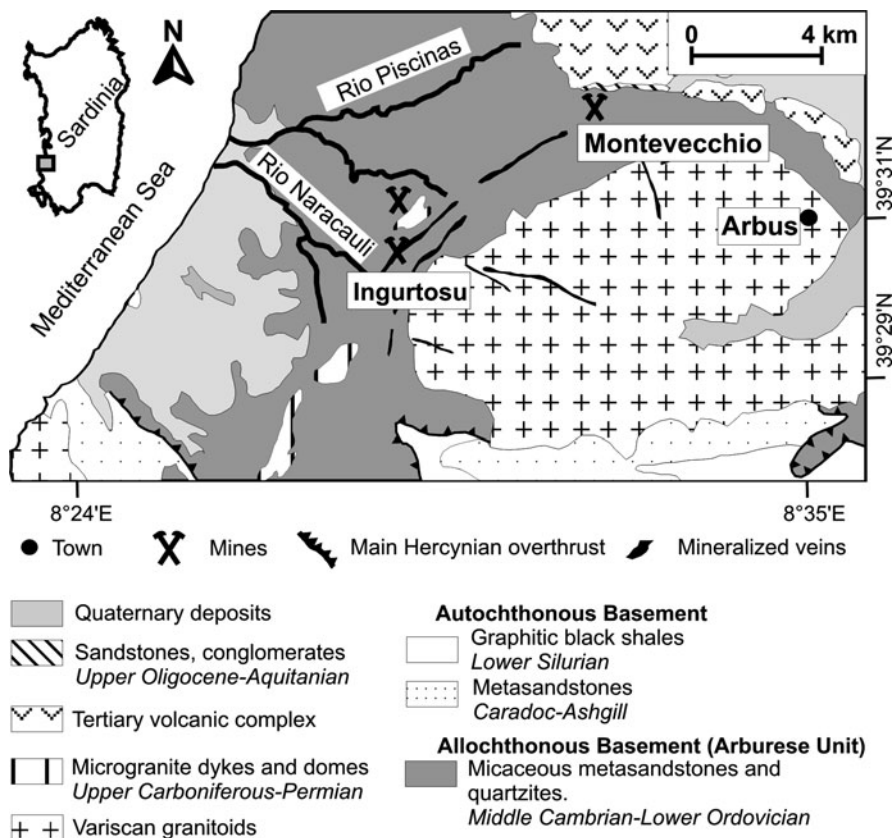 N
0 4 km
Sardinia
Rio Piscinas
Montevecchio
39°31'N
Rio Naracauli
Mediterranean Sea
Arbus
Ingurtosu
39°29'N
8°24'E 8°35'E
Town Mines Main Hercynian overthrust Mineralized veins
Quaternary deposits
Sandstones, conglomerates
Upper Oligocene-Aquitanian
Tertiary volcanic complex
Microgranite dykes and domes
Upper Carboniferous-Permian
Variscan granitoids
Autochthonous Basement
Graphitic black shales
Lower Silurian
Metasandstones
Caradoc-Ashgill
Allochthonous Basement (Arburese Unit)
Micaceous metasandstones and
quartzites.
Middle Cambrian-Lower Ordovician